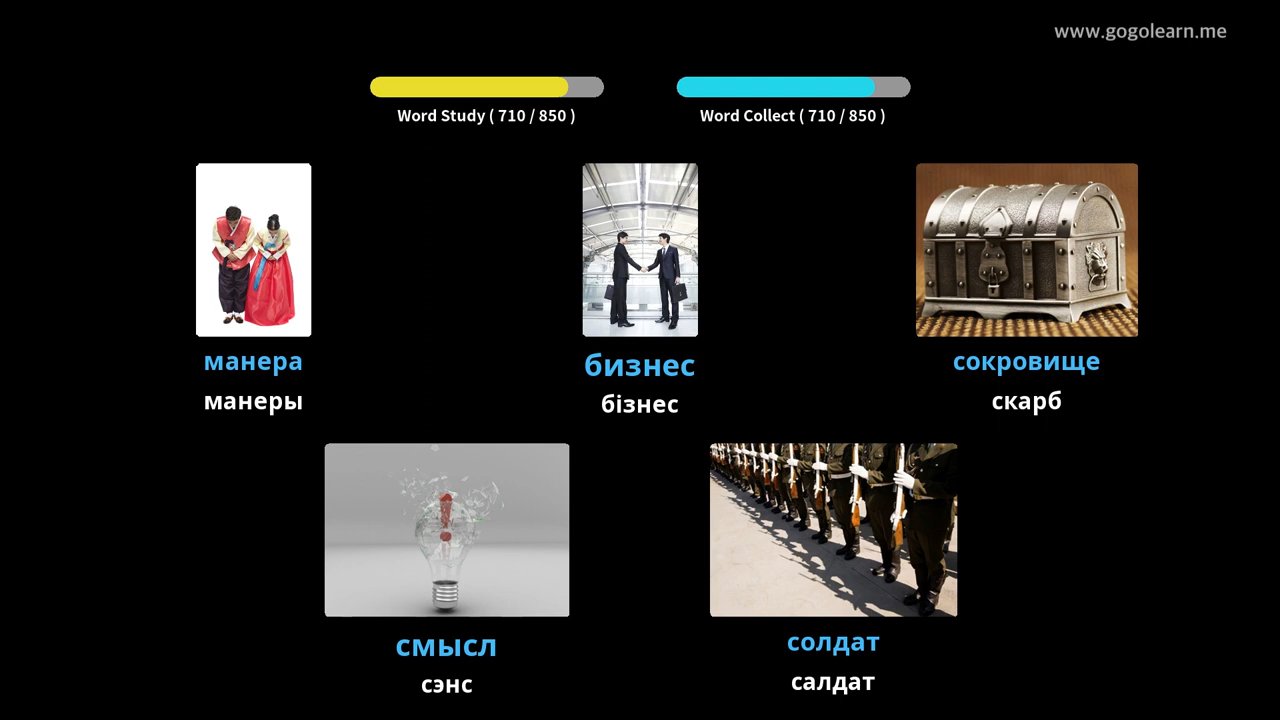 www.gogolearn.me
Word Study ( 710 / 850 )
Word Collect ( 710 / 850 )
манера
манеры
бизнес
бізнес
сокровище
скарб
смысл
сэнс
солдат
салдат